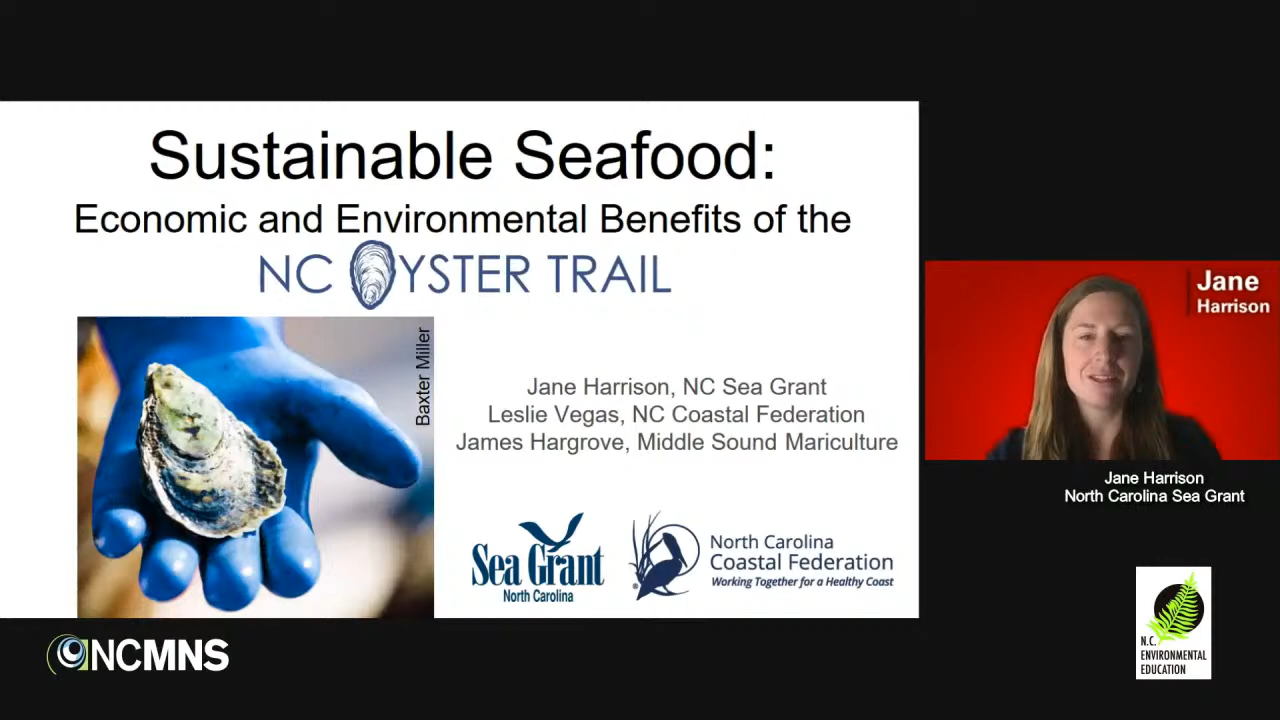 Sustainable Seafood:
Economic and Environmental Benefits of the
NC OYSTER TRAIL
Baxter Miller
Jane Harrison, NC Sea Grant
Leslie Vegas, NC Coastal Federation
James Hargrove, Middle Sound Mariculture
Sea Grant
North Carolina
North Carolina
Coastal Federation
Working Together for a Healthy Coast
Jane
Harrison
Jane Harrison
North Carolina Sea Grant
NCMNS
N.C.
ENVIRONMENTAL
EDUCATION